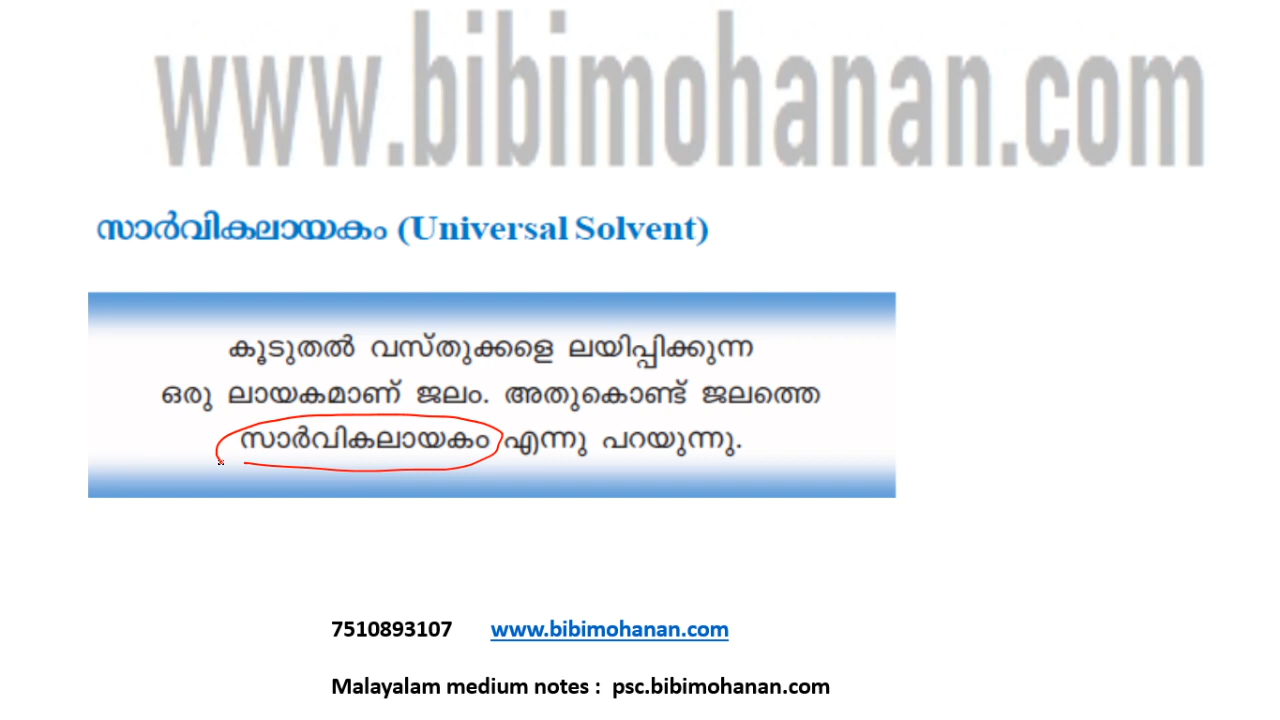 www.bibimohanan.com
സാർവികലായകം (Universal Solvent)
കൂടുതൽ വസ്തുക്കളെ ലയിപ്പിക്കുന്ന
ഒരു ലായകമാണ് ജലം. അതുകൊണ്ട് ജലത്തെ
സാർവികലായകം എന്നു പറയുന്നു.
7510893107 www.bibimohanan.com
Malayalam medium notes : psc.bibimohanan.com